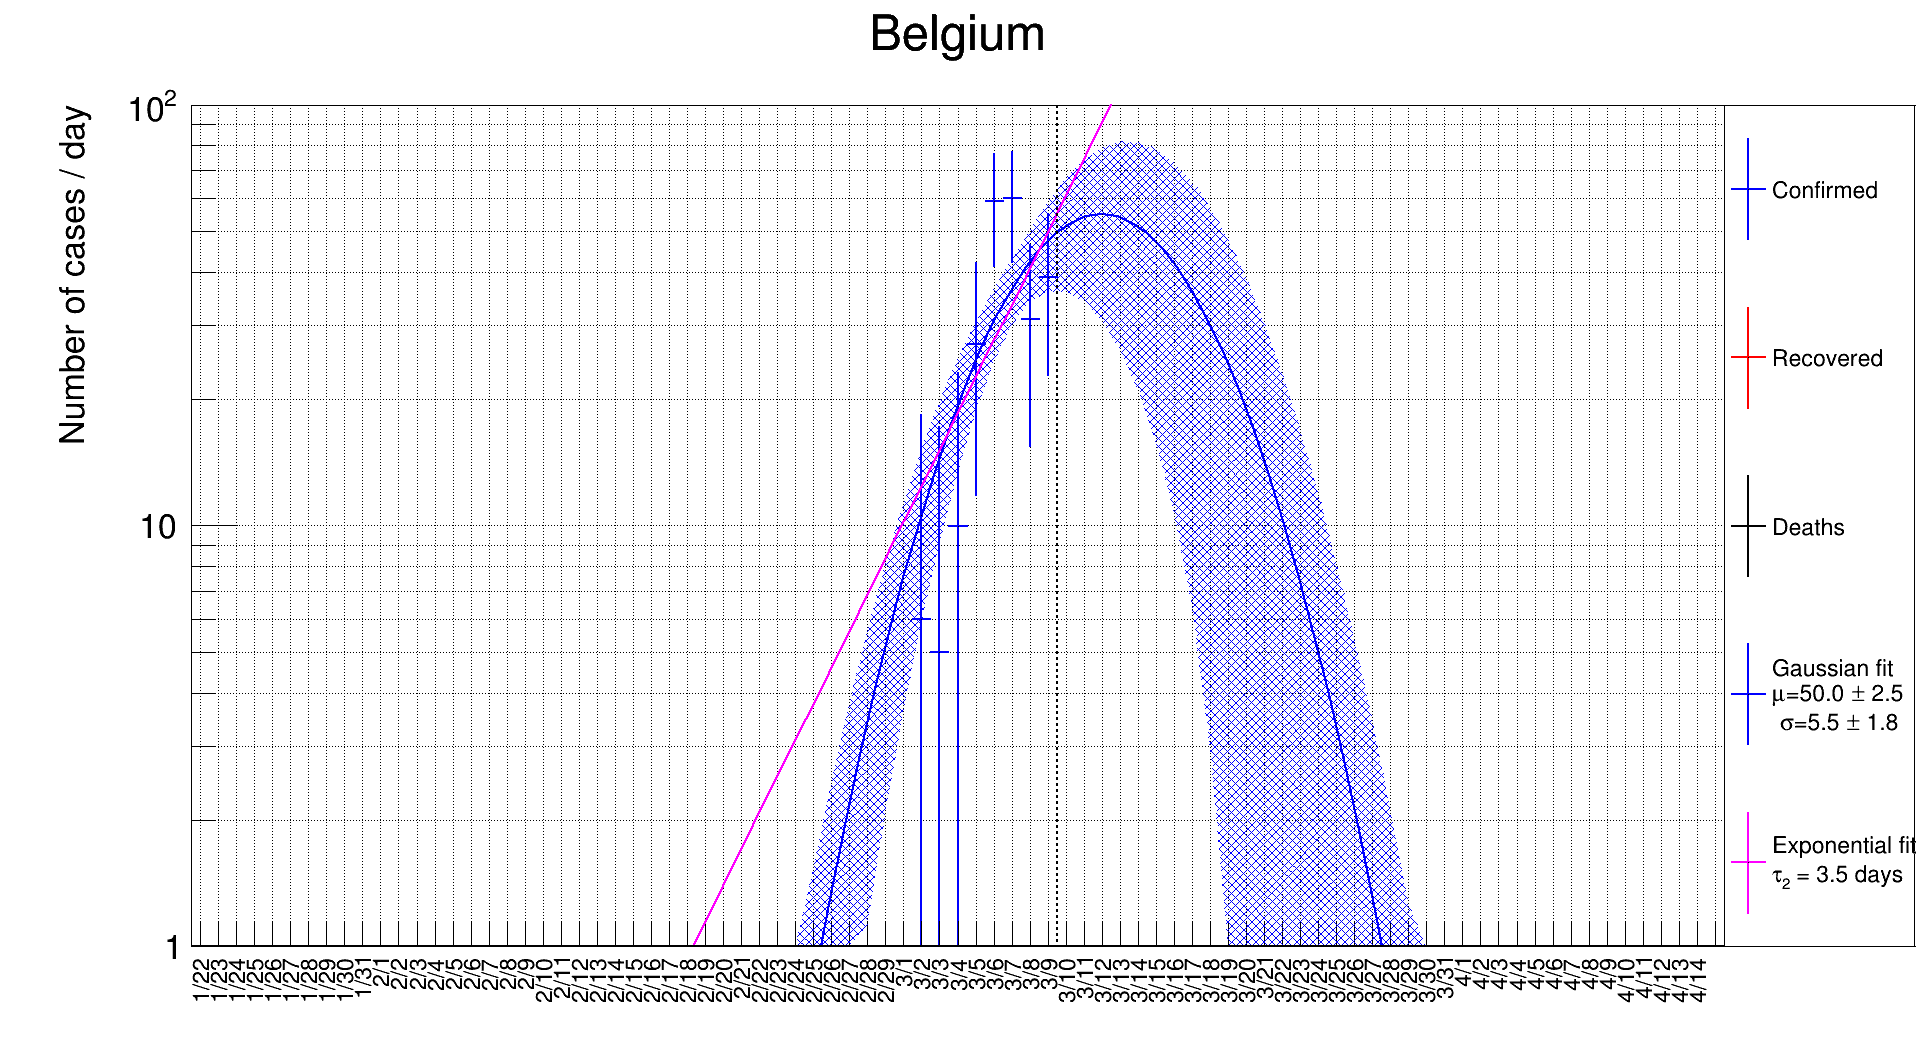 Belgium
Number of cases / day
10²
10
1
1/22 1/23 1/24 1/25 1/26 1/27 1/28 1/29 1/30 1/31 2/1 2/2 2/3 2/4 2/5 2/6 2/7 2/8 2/9 2/10 2/11 2/12 2/13 2/14 2/15 2/16 2/17 2/18 2/19 2/20 2/21 2/22 2/23 2/24 2/25 2/26 2/27 2/28 2/29 3/1 3/2 3/3 3/4 3/5 3/6 3/7 3/8 3/9 3/10 3/11 3/12 3/13 3/14 3/15 3/16 3/17 3/18 3/19 3/20 3/21 3/22 3/23 3/24 3/25 3/26 3/27 3/28 3/29 3/30 3/31 4/1 4/2 4/3 4/4 4/5 4/6 4/7 4/8 4/9 4/10 4/11 4/12 4/13 4/14
Confirmed
Recovered
Deaths
Gaussian fit
μ=50.0 ± 2.5
σ=5.5 ± 1.8
Exponential fit
τ₂ = 3.5 days